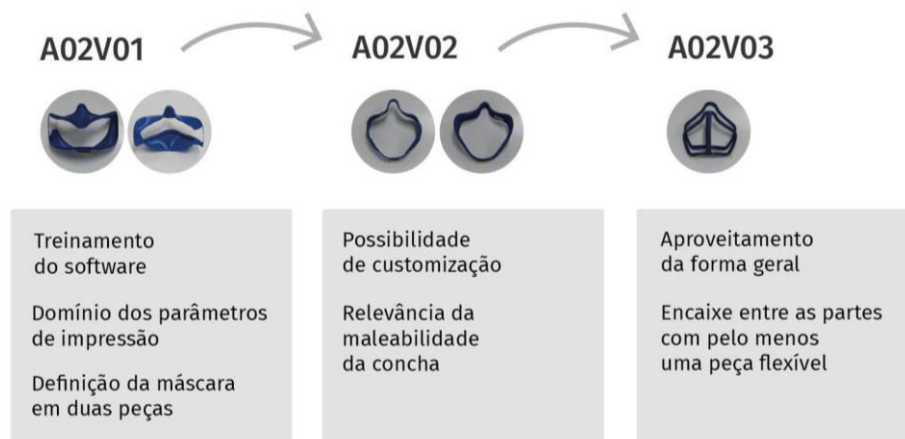 A02V01
A02V02
A02V03
Treinamento
do software
Domínio dos parâmetros
de impressão
Definição da máscara
em duas peças
Possibilidade
de customização
Relevância da
maleabilidade
da concha
Aproveitamento
da forma geral
Encaixe entre as partes
com pelo menos
uma peça flexível